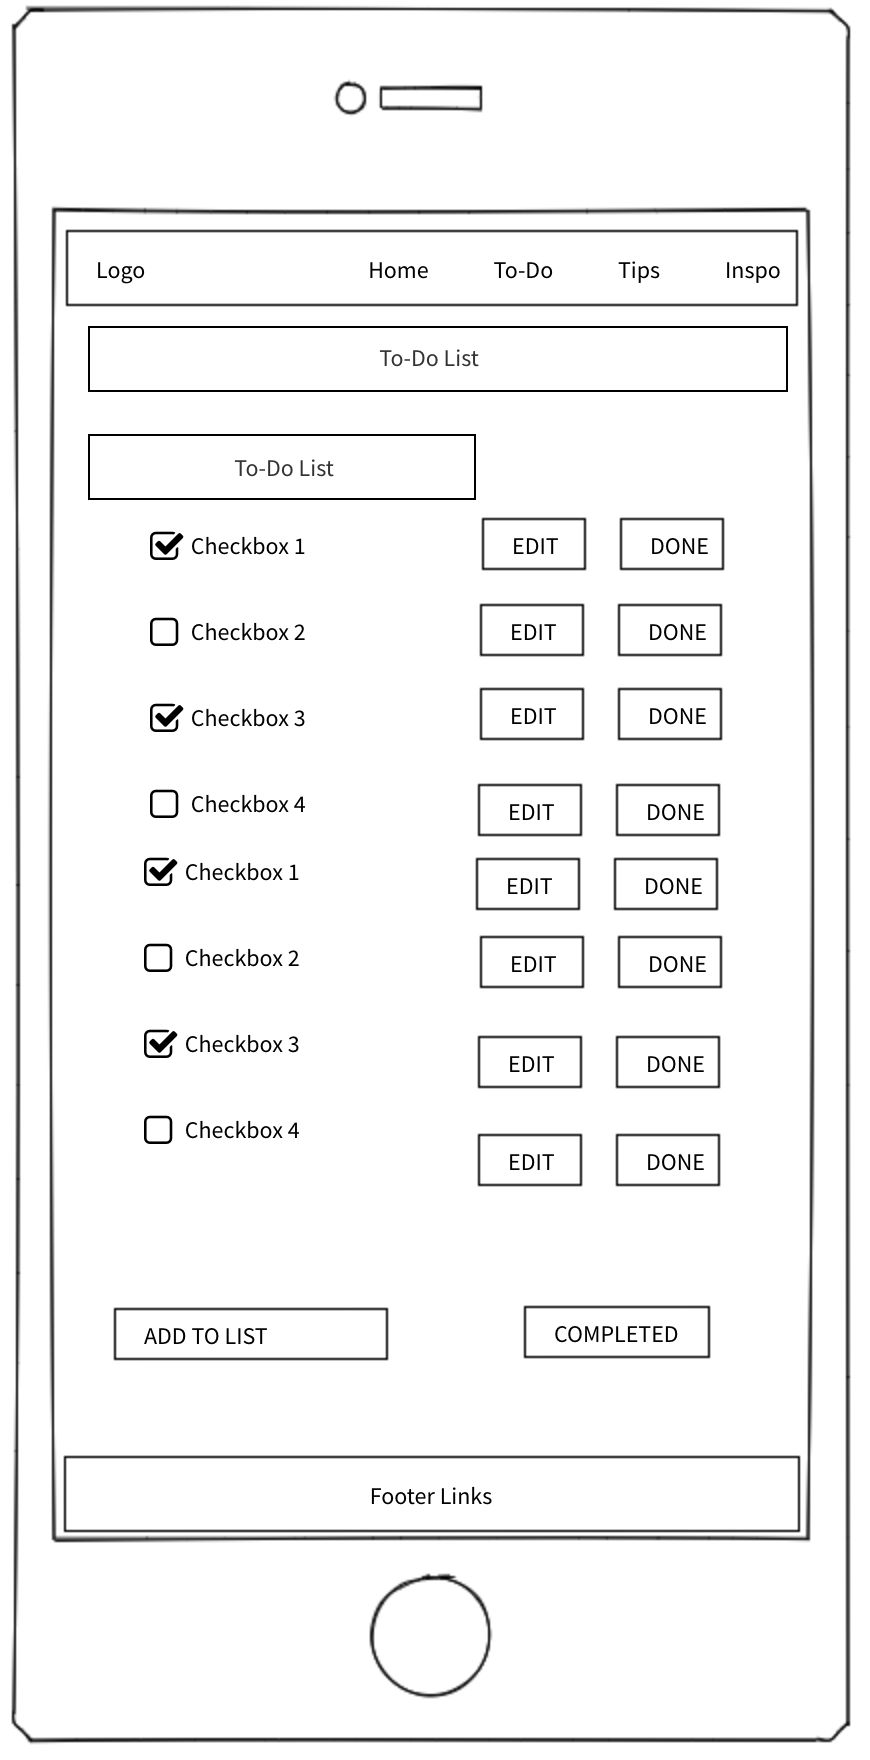 Logo Home To-Do Tips Inspo
To-Do List
To-Do List
Checkbox 1 EDIT DONE
Checkbox 2 EDIT DONE
Checkbox 3 EDIT DONE
Checkbox 4 EDIT DONE
Checkbox 1 EDIT DONE
Checkbox 2 EDIT DONE
Checkbox 3 EDIT DONE
Checkbox 4 EDIT DONE
ADD TO LIST COMPLETED
Footer Links